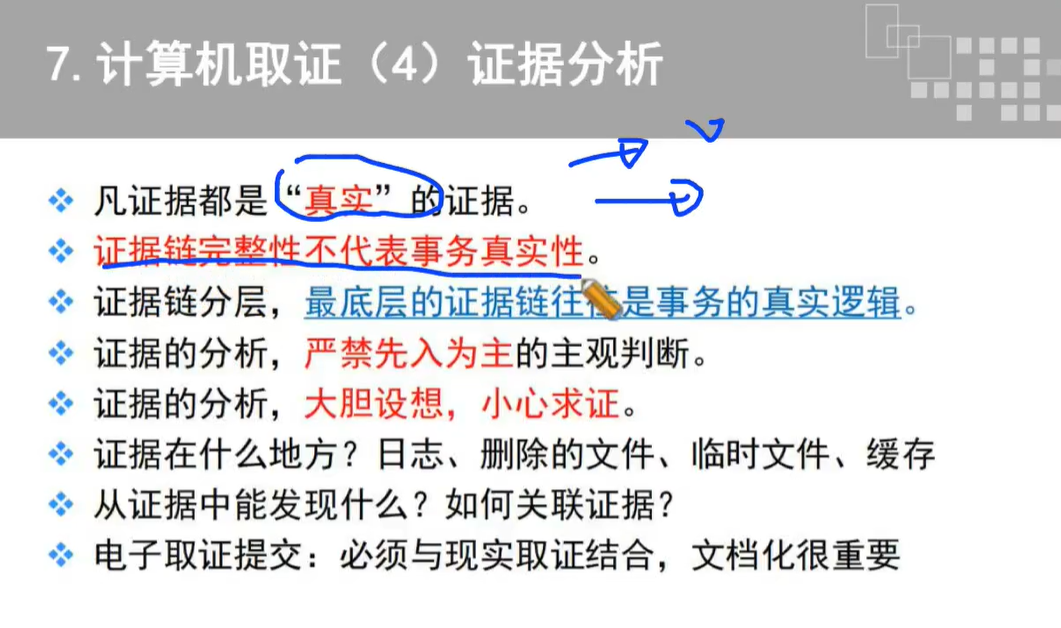 7. 计算机取证（4）证据分析
凡证据都是“真实”的证据。
证据链完整性不代表事务真实性。
证据链分层，最底层的证据链往往是事务的真实逻辑。
证据的分析，严禁先入为主的主观判断。
证据的分析，大胆设想，小心求证。
证据在什么地方？日志、删除的文件、临时文件、缓存
从证据中能发现什么？如何关联证据？
电子取证提交：必须与现实取证结合，文档化很重要